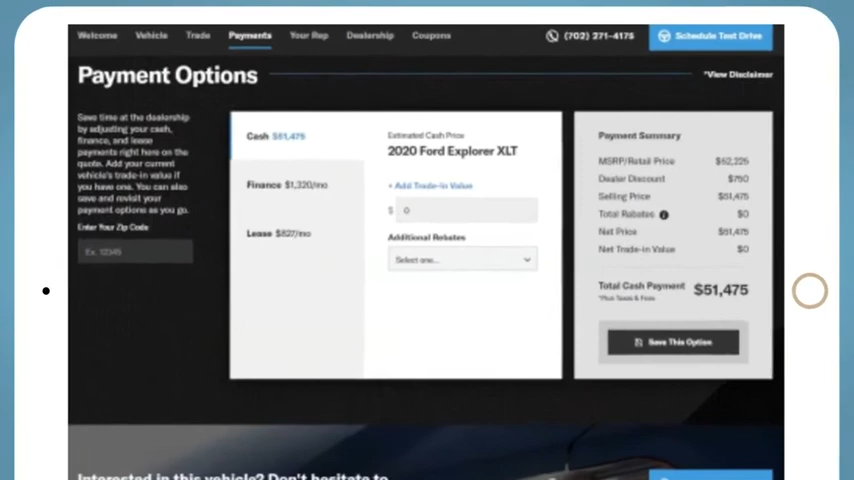 Welcome Vehicle Trade Payments Your Rep Dealership Coupons (702) 271-4175 Schedule Test Drive
Payment Options
*View Disclaimer
Save time at the dealership
by adjusting your cash,
finance, and lease
payments right here on the
quote. Add your current
vehicle's trade-in value if
you have one. You can also
save and revisit your
payment options as you go.
Enter Your Zip Code
Ex. 12345
Cash $51,475
Finance $1,320/mo
Lease $827/mo
Estimated Cash Price
2020 Ford Explorer XLT
+ Add Trade-in Value
$ 0
Additional Rebates
Select one...
Payment Summary
MSRP/Retail Price $52,225
Dealer Discount $750
Selling Price $51,475
Total Rebates $0
Net Price $51,475
Net Trade-in Value $0
Total Cash Payment $51,475
*Plus Taxes & Fees
Save This Option
Interested in this vehicle? Don't hesitate to